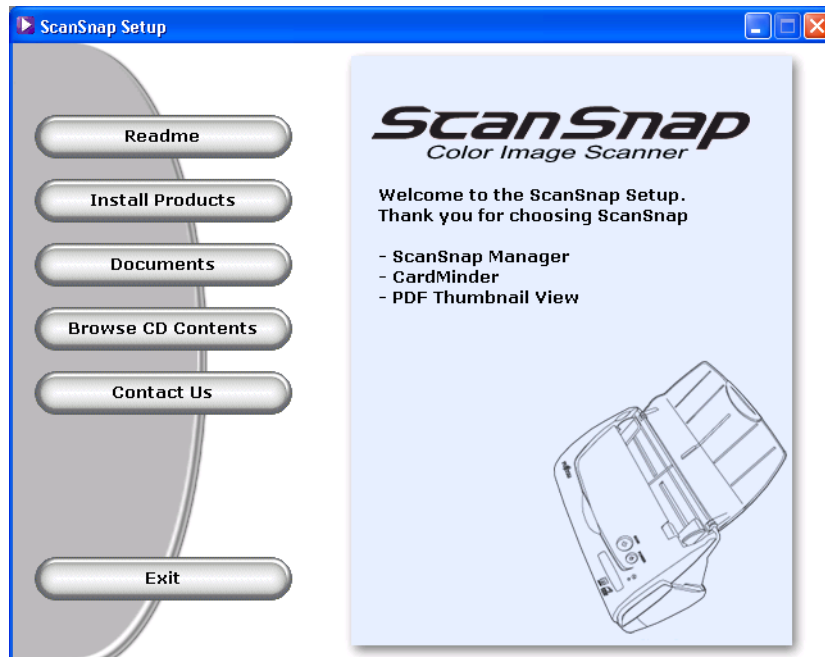 ScanSnap Setup
Readme
Install Products
Documents
Browse CD Contents
Contact Us
Exit
ScanSnap
Color Image Scanner
Welcome to the ScanSnap Setup.
Thank you for choosing ScanSnap
- ScanSnap Manager
- CardMinder
- PDF Thumbnail View